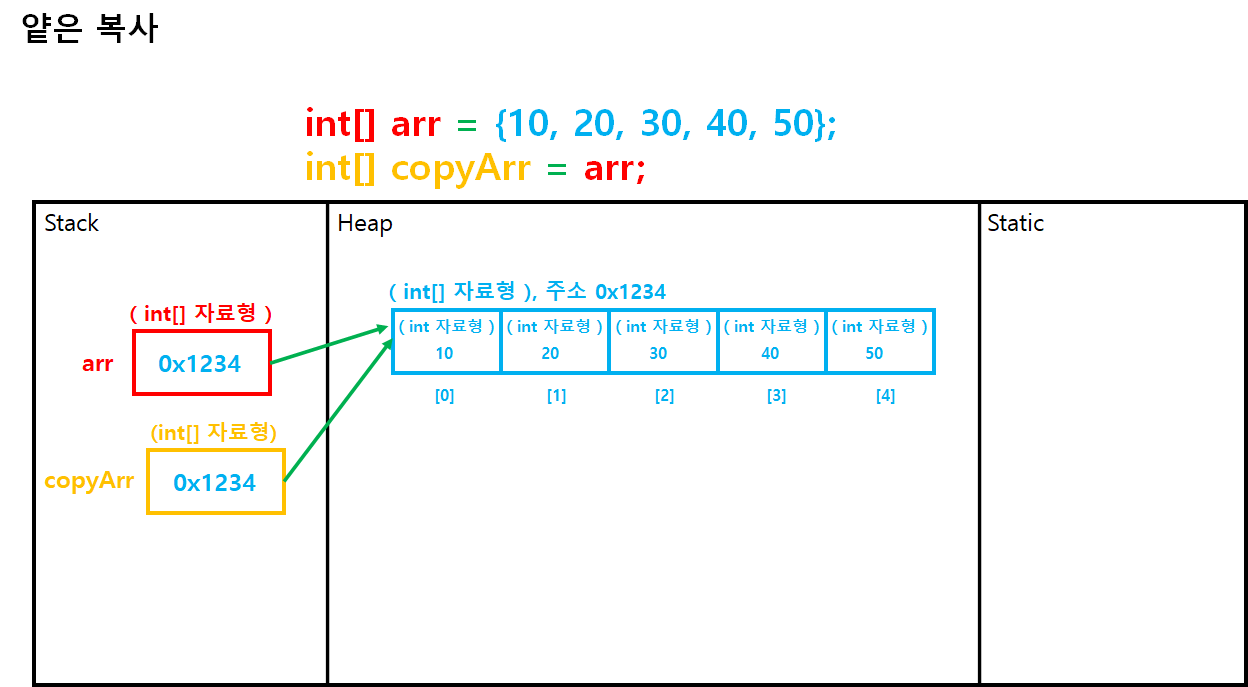 얕은 복사
int[] arr = {10, 20, 30, 40, 50};
int[] copyArr = arr;
Stack
Heap
Static
( int[] 자료형 ), 주소 0x1234
( int[] 자료형 )
( int 자료형 ) ( int 자료형 ) ( int 자료형 ) ( int 자료형 ) ( int 자료형 )
10 20 30 40 50
arr 0x1234
[0] [1] [2] [3] [4]
(int[] 자료형)
copyArr 0x1234